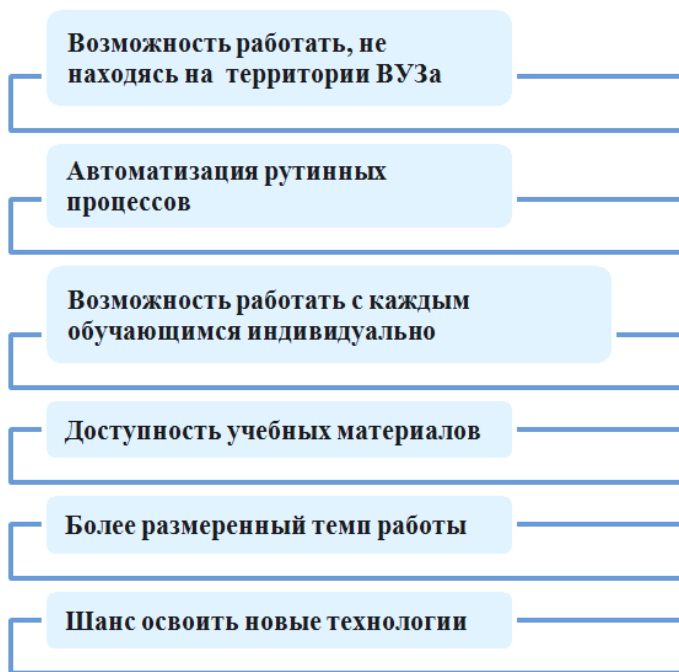 Возможность работать, не
находясь на территории ВУЗа
Автоматизация рутинных
процессов
Возможность работать с каждым
обучающимся индивидуально
Доступность учебных материалов
Более размеренный темп работы
Шанс освоить новые технологии